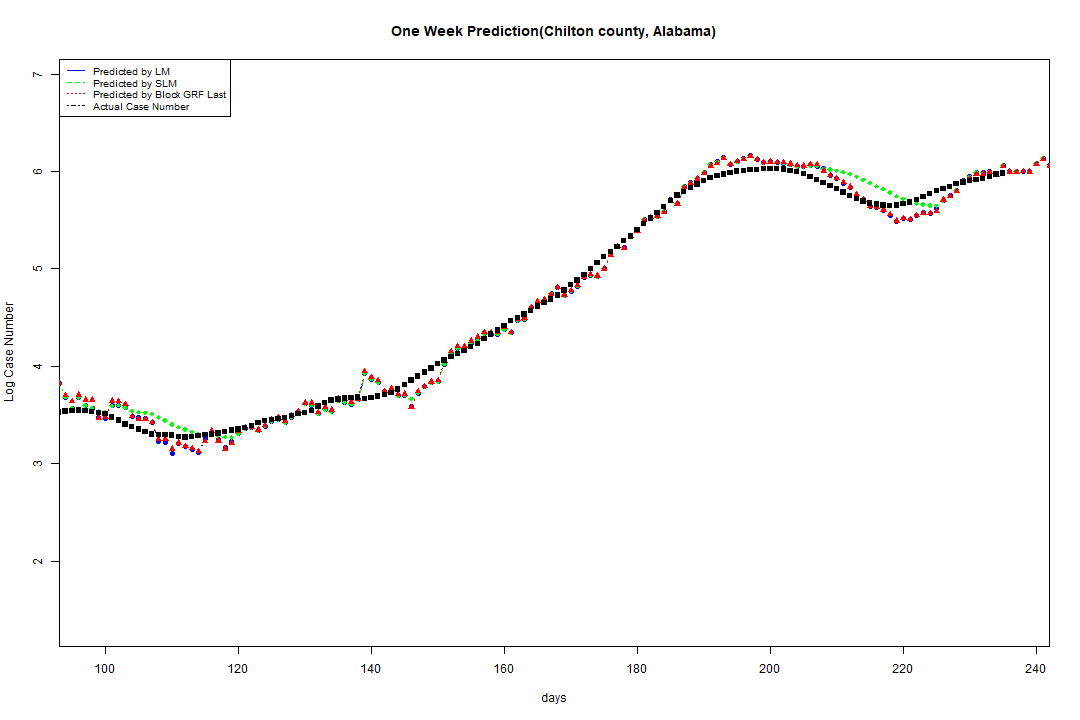 One Week Prediction(Chilton county, Alabama)
Predicted by LM
Predicted by SLM
Predicted by Block GRF Last
Actual Case Number
7
6
5
4
3
2
Log Case Number
100 120 140 160 180 200 220 240
days